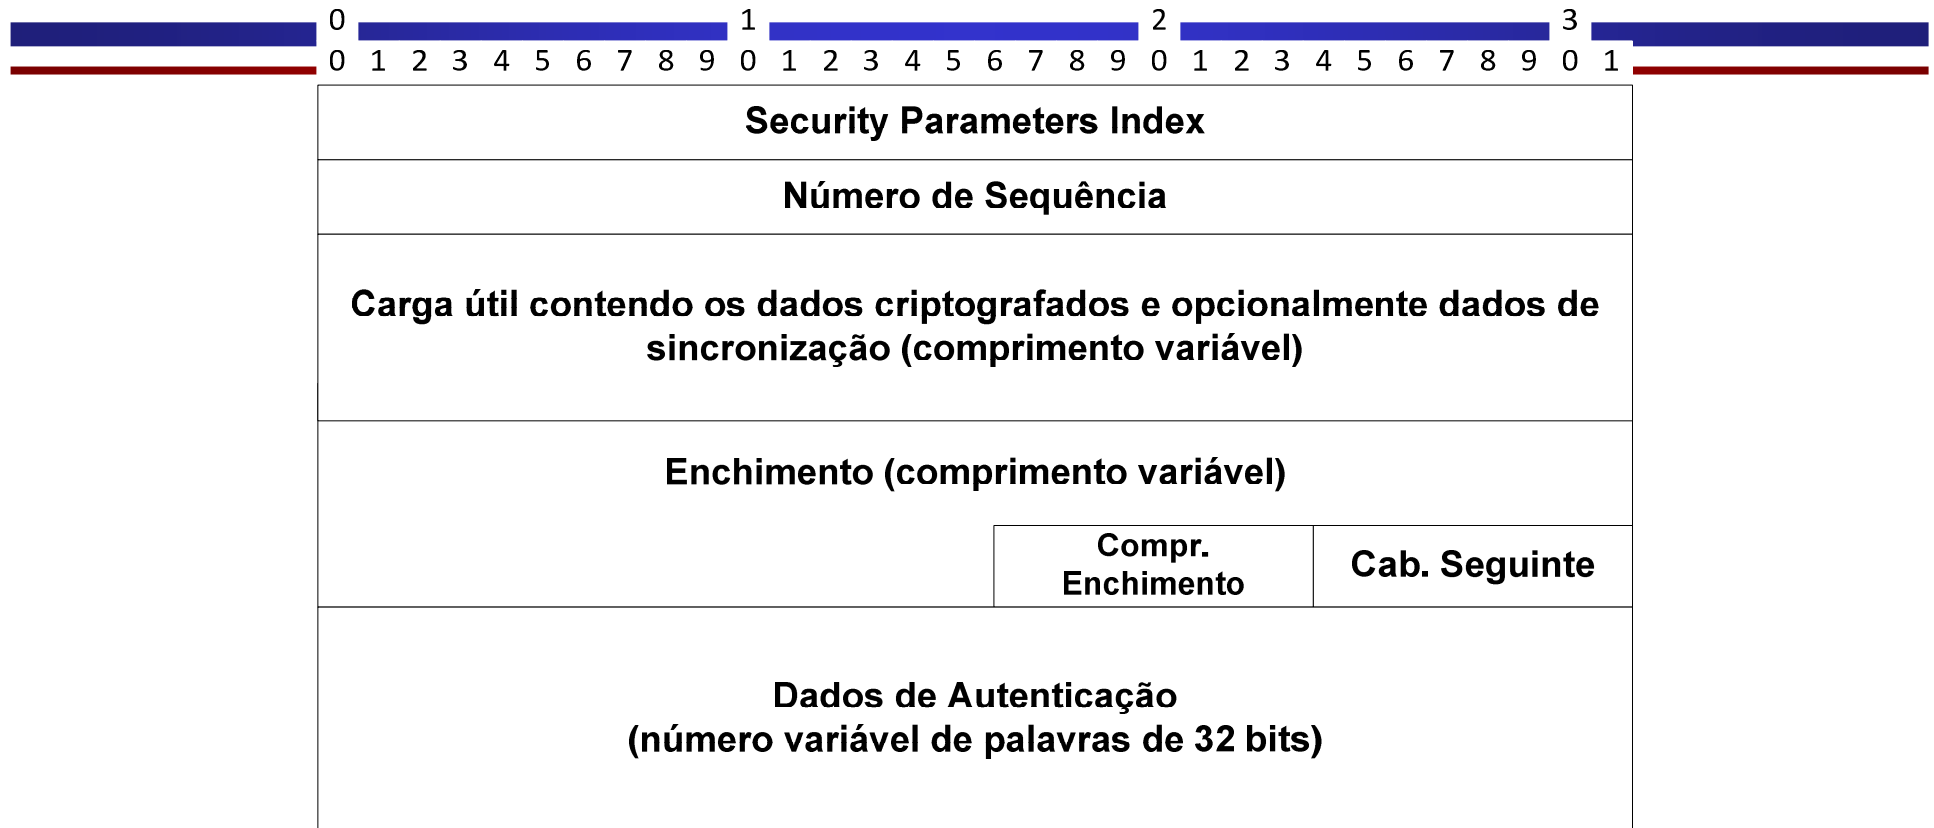 0 1 2 3
0 1 2 3 4 5 6 7 8 9 0 1 2 3 4 5 6 7 8 9 0 1 2 3 4 5 6 7 8 9 0 1
Security Parameters Index
Número de Sequência
Carga útil contendo os dados criptografados e opcionalmente dados de
sincronização (comprimento variável)
Enchimento (comprimento variável)
Compr.
Enchimento
Cab. Seguinte
Dados de Autenticação
(número variável de palavras de 32 bits)